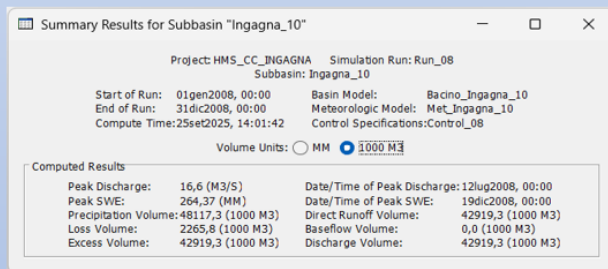 Summary Results for Subbasin "Ingagna_10"
Project: HMS_CC_INGAGNA Simulation Run: Run_08
Subbasin: Ingagna_10
Start of Run: 01gen2008, 00:00 Basin Model: Bacino_Ingagna_10
End of Run: 31dic2008, 00:00 Meteorologic Model: Met_Ingagna_10
Compute Time:25set2025, 14:01:42 Control Specifications:Control_08
Volume Units: MM 1000 M3
Computed Results
Peak Discharge: 16,6 (M3/S) Date/Time of Peak Discharge:12lug2008, 00:00
Peak SWE: 264,37 (MM) Date/Time of Peak SWE: 19dic2008, 00:00
Precipitation Volume:48117,3 (1000 M3) Direct Runoff Volume: 42919,3 (1000 M3)
Loss Volume: 2265,8 (1000 M3) Baseflow Volume: 0,0 (1000 M3)
Excess Volume: 42919,3 (1000 M3) Discharge Volume: 42919,3 (1000 M3)